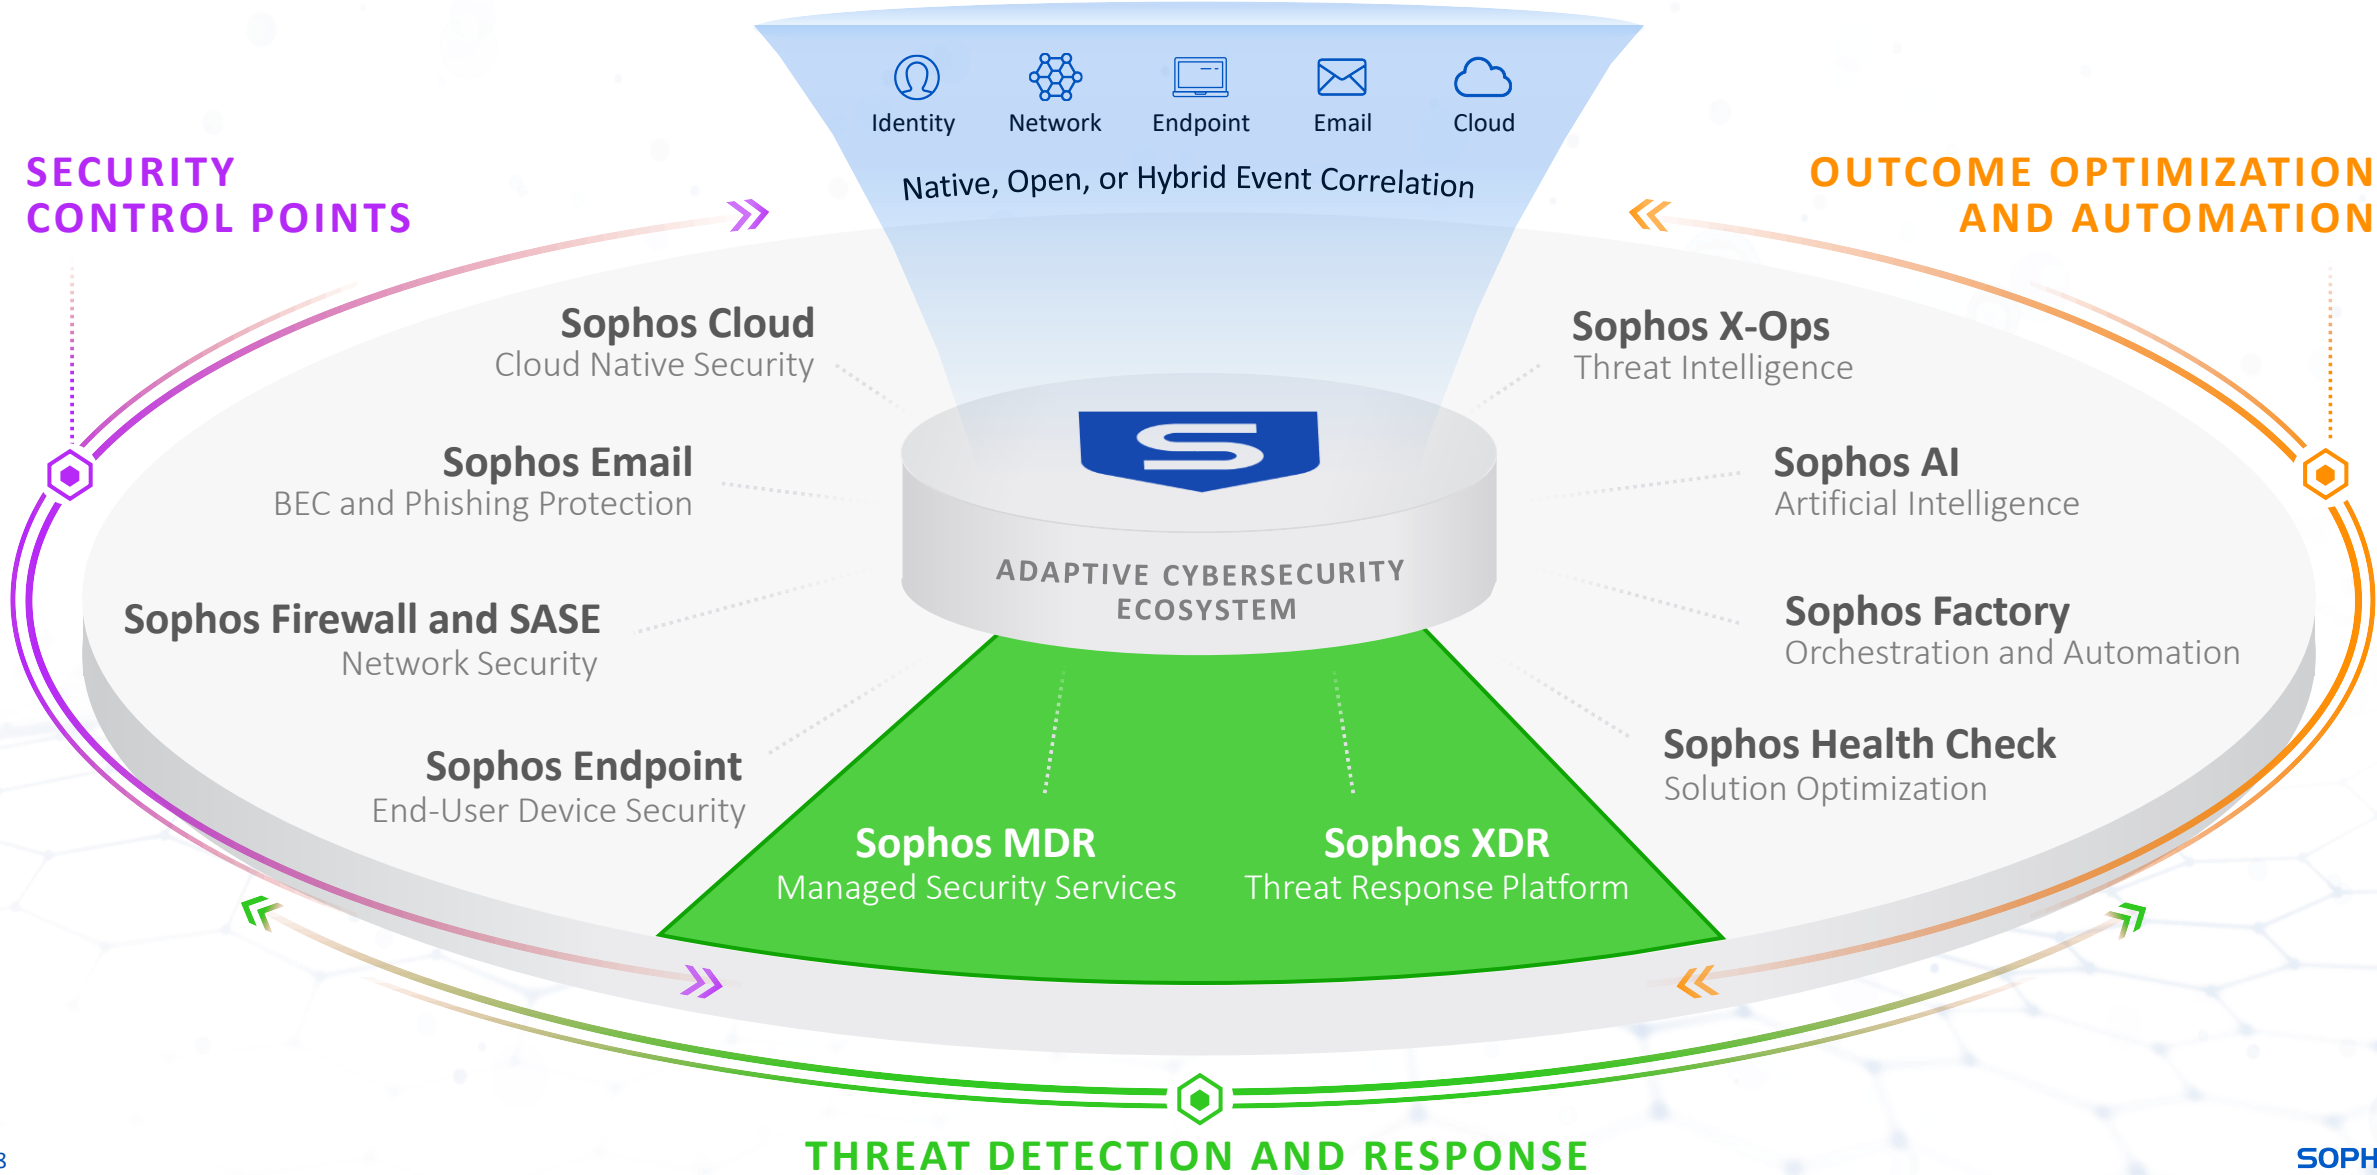 Identity
Network
Endpoint
Email
Cloud
Native, Open, or Hybrid Event Correlation
SECURITY
CONTROL POINTS
OUTCOME OPTIMIZATION
AND AUTOMATION
Sophos Cloud
Cloud Native Security
Sophos Email
BEC and Phishing Protection
Sophos Firewall and SASE
Network Security
Sophos Endpoint
End-User Device Security
Sophos X-Ops
Threat Intelligence
Sophos AI
Artificial Intelligence
Sophos Factory
Orchestration and Automation
Sophos Health Check
Solution Optimization
S
ADAPTIVE CYBERSECURITY
ECOSYSTEM
Sophos MDR
Managed Security Services
Sophos XDR
Threat Response Platform
THREAT DETECTION AND RESPONSE
SOPH